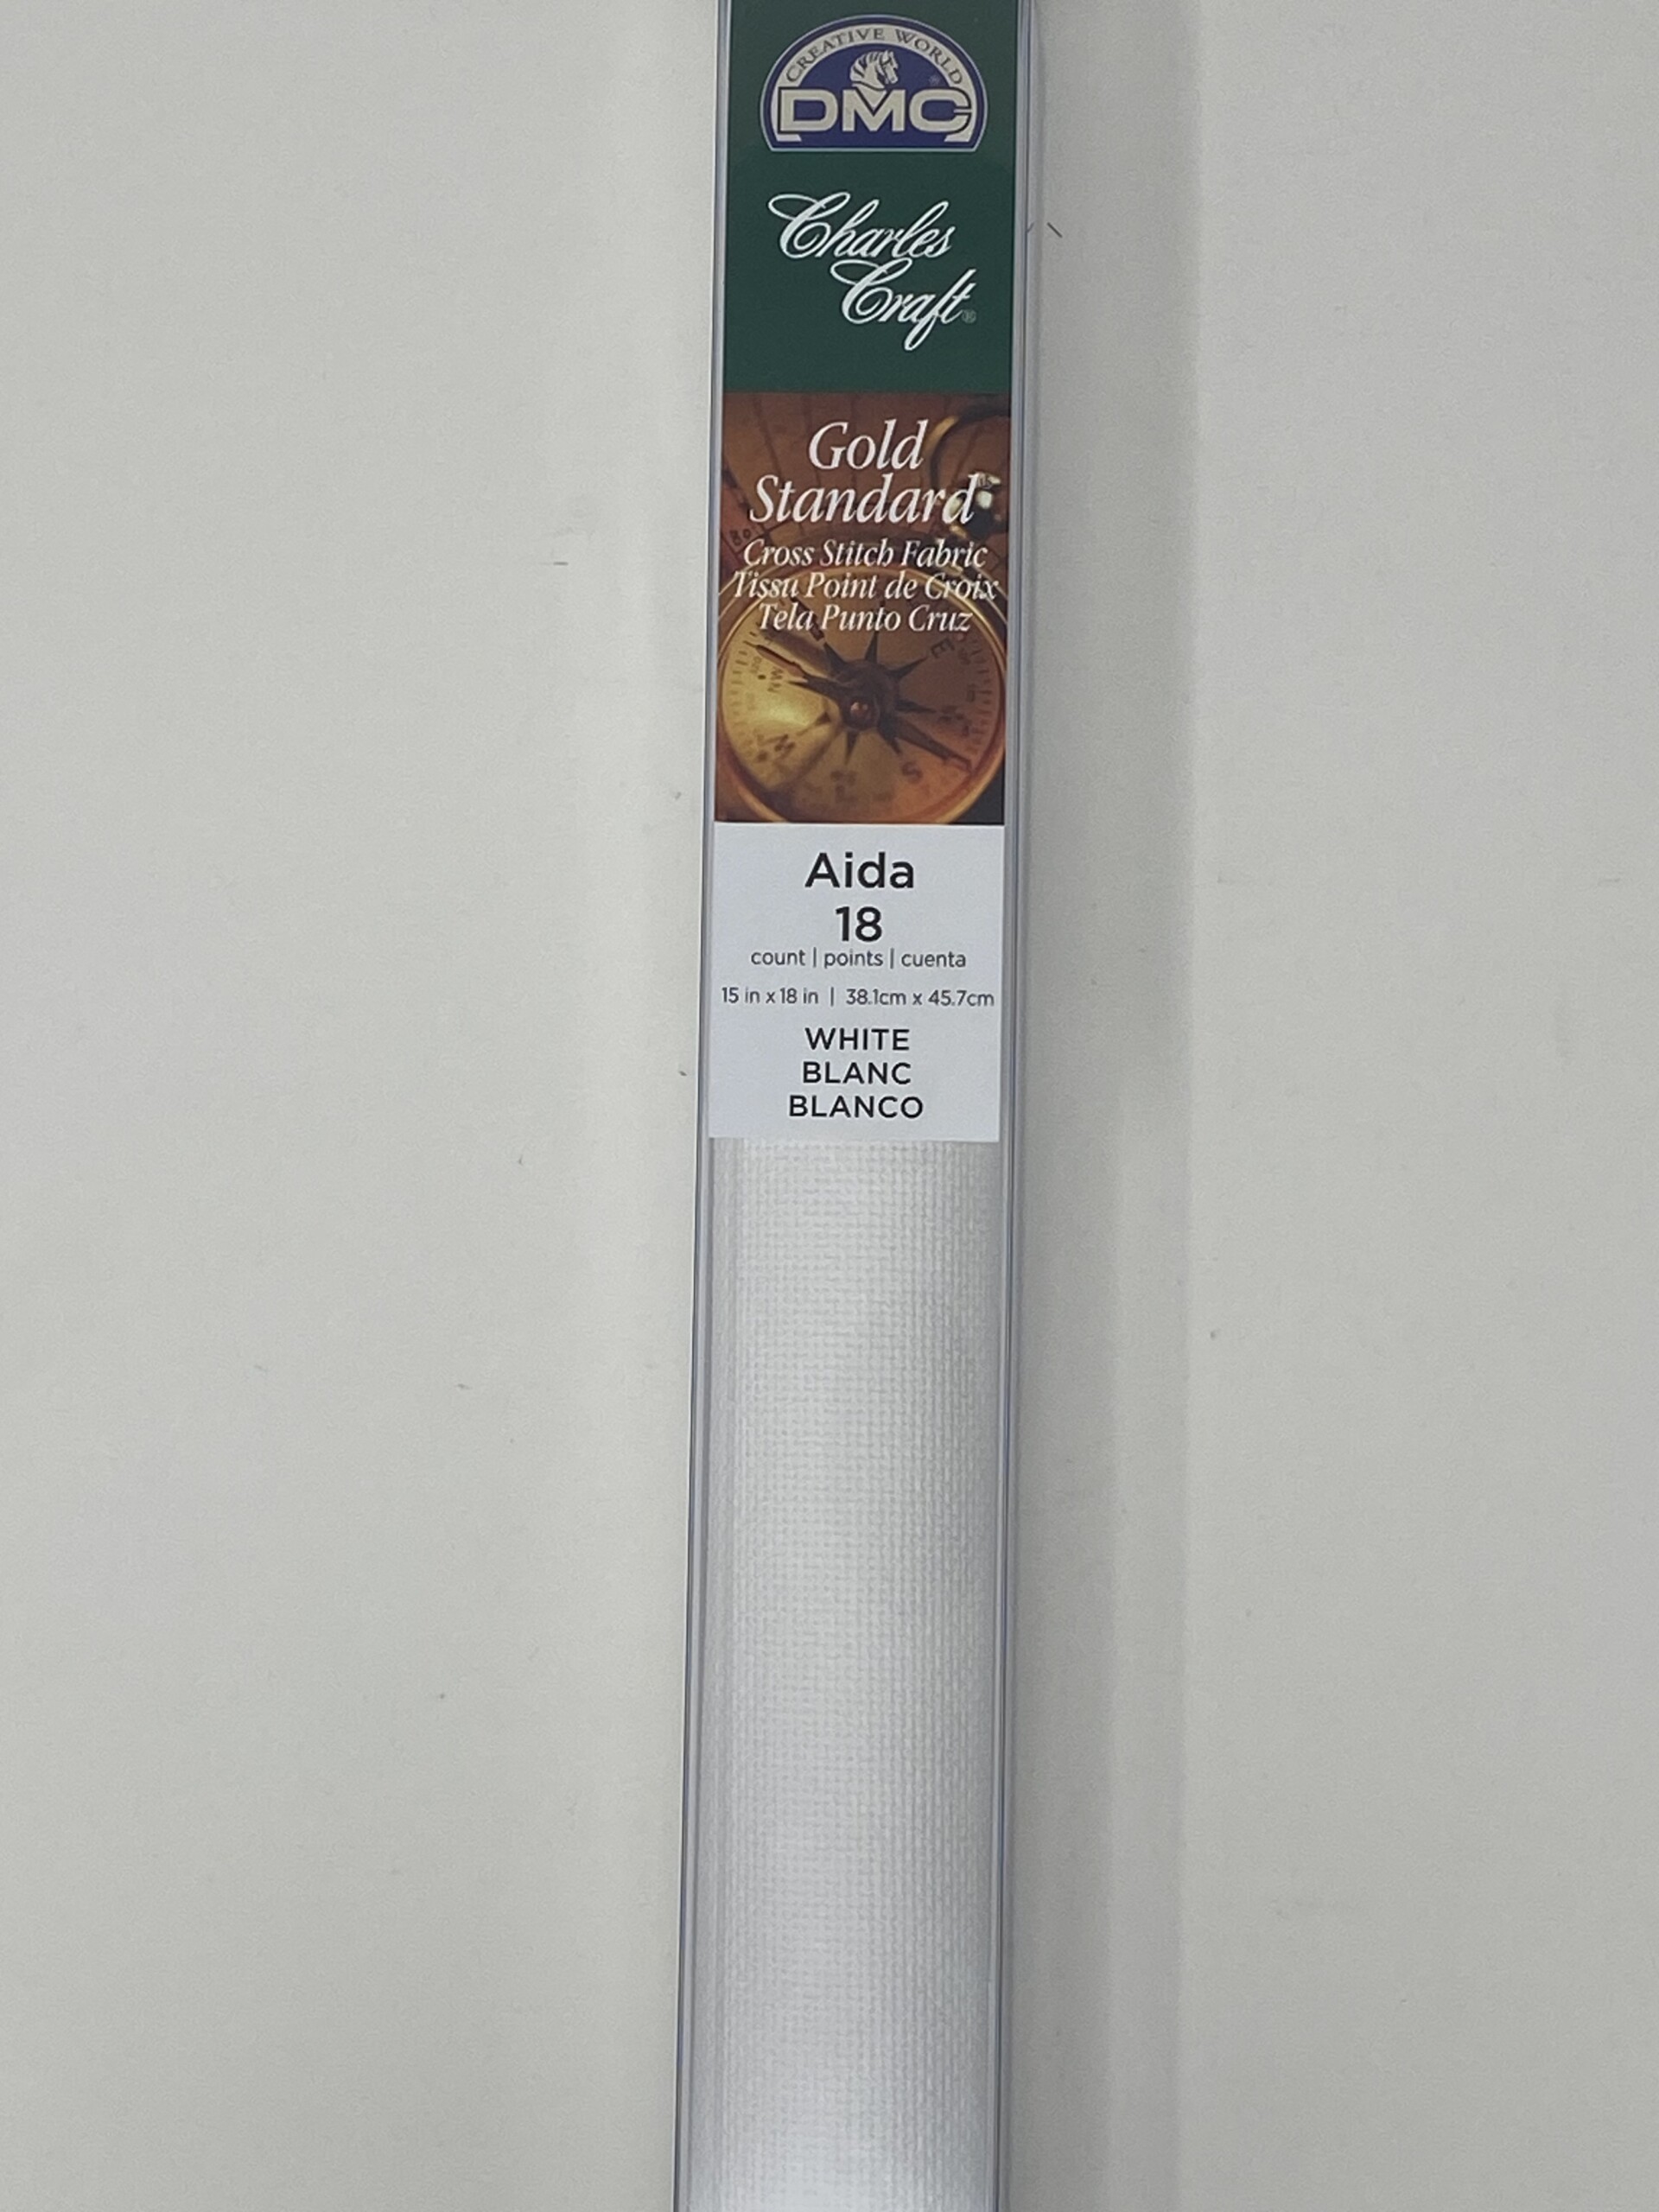 CREATIVE WORLD
DMC
Charles
Craft®
Gold
Standard
Cross Stitch Fabric
Tissu Point de Croix
Tela Punto Cruz
E
S
Aida
18
count | points | cuenta
15 in x 18 in | 38.1cm x 45.7cm
WHITE
BLANC
BLANCO